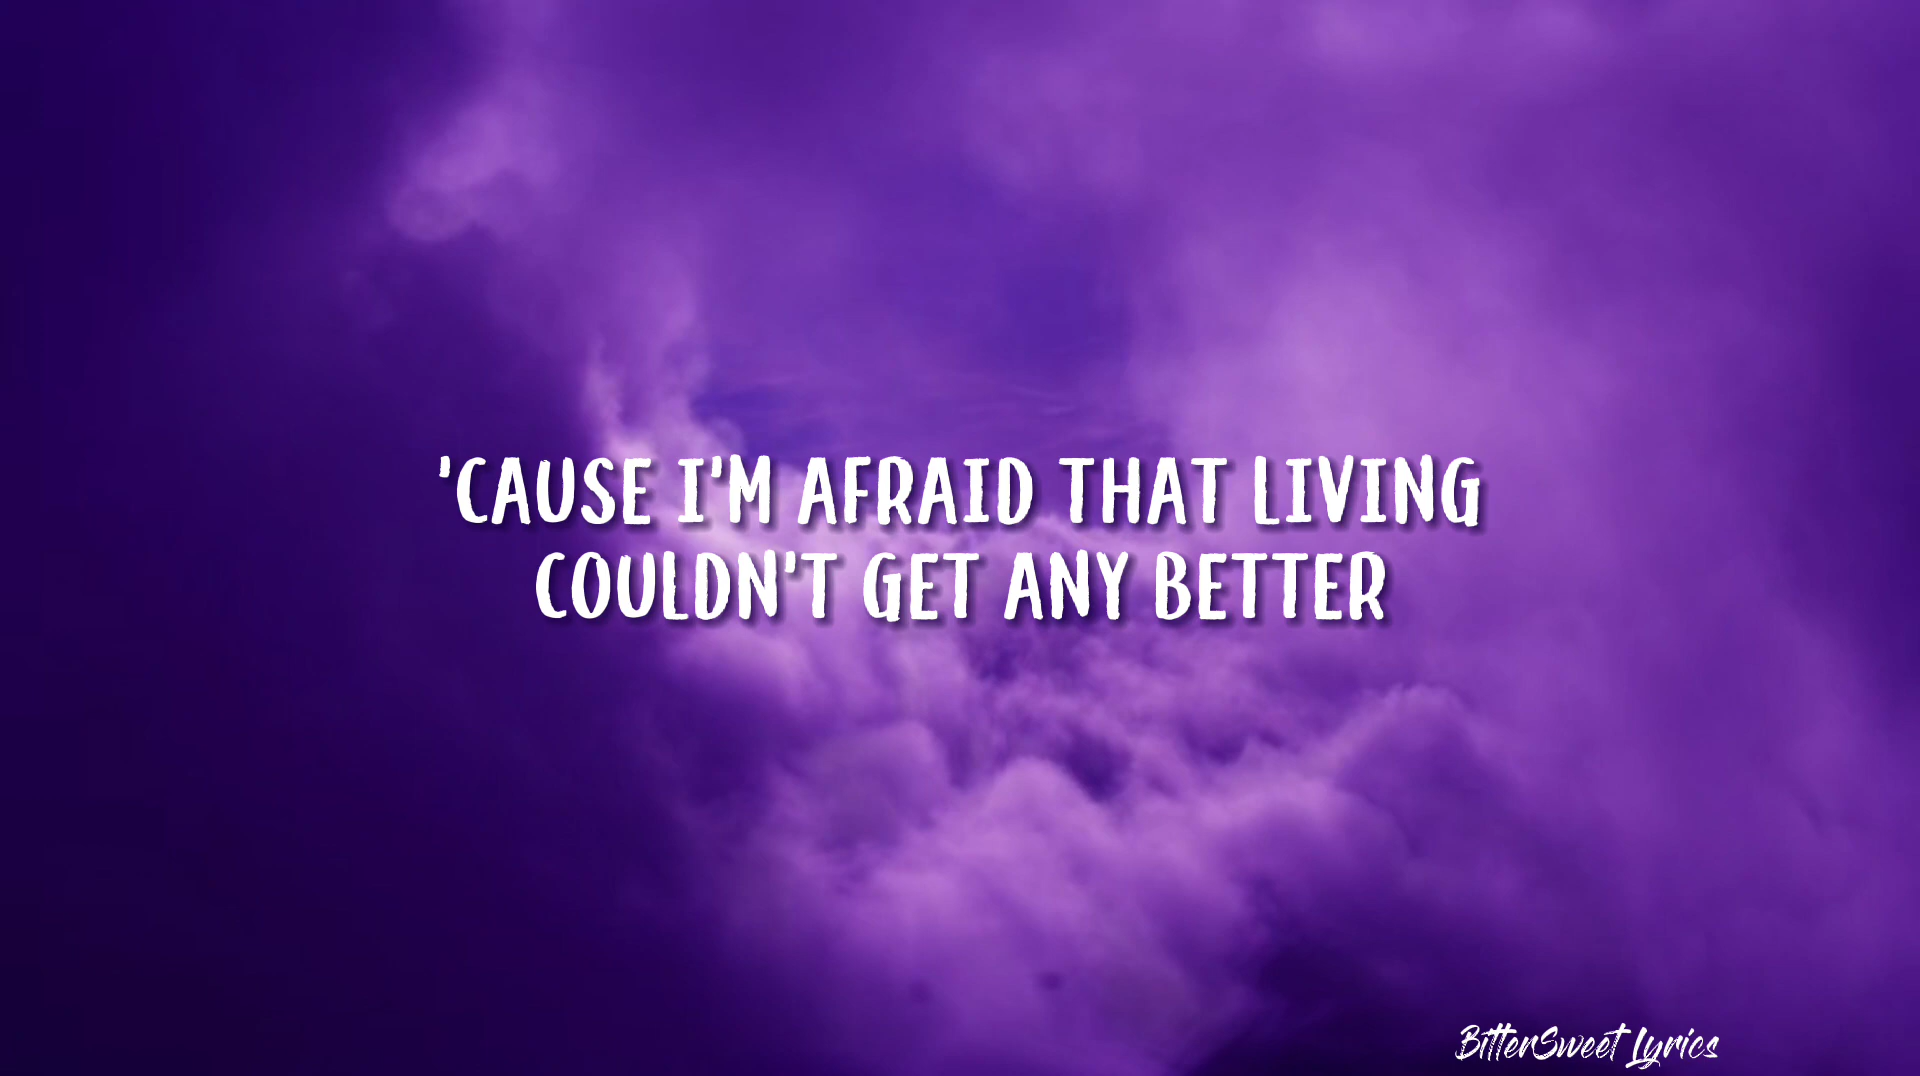 'CAUSE I'M AFRAID THAT LIVING
COULDN'T GET ANY BETTER
BitterSweet Lyrics